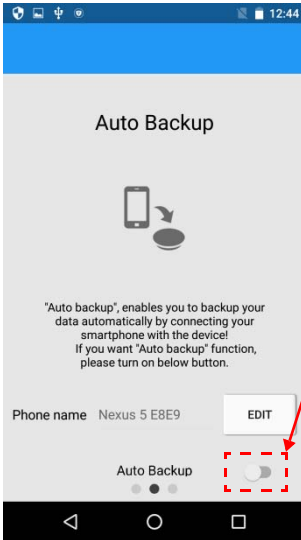 12:44
Auto Backup
"Auto backup", enables you to backup your
data automatically by connecting your
smartphone with the device!
If you want "Auto backup" function,
please turn on below button.
Phone name Nexus 5 E8E9 EDIT
Auto Backup